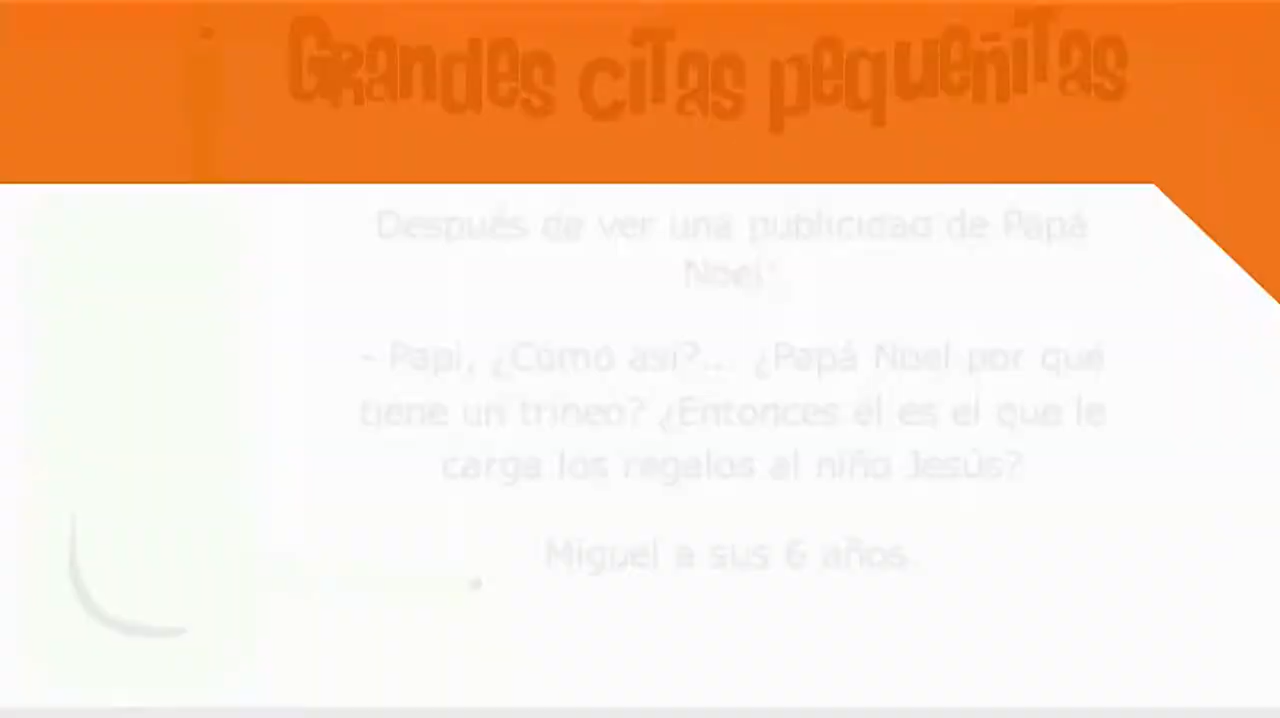 Grandes citas pequeñitas
Después de ver una publicidad de Papá
Noel:
- Papi, ¿Cómo así?... ¿Papá Noel por qué
tiene un trineo? ¿Entonces él es el que le
carga los regalos al niño Jesús?
Miguel a sus 6 años.